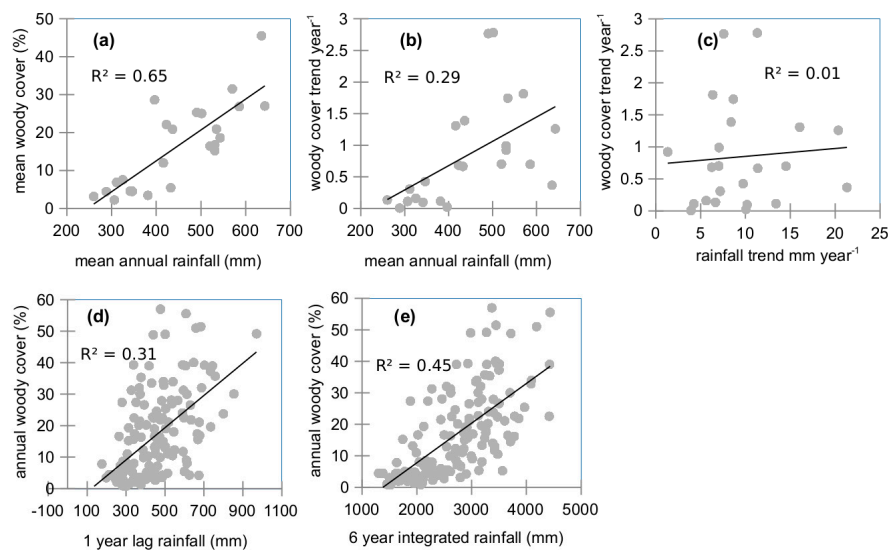 (a)
R² = 0.65
mean woody cover (%)
50
40
30
20
10
0
200 300 400 500 600 700
mean annual rainfall (mm)
(b)
R² = 0.29
woody cover trend year⁻¹
3
2.5
2
1.5
1
0.5
0
200 300 400 500 600 700
mean annual rainfall (mm)
(c)
R² = 0.01
woody cover trend year⁻¹
3
2.5
2
1.5
1
0.5
0
0 5 10 15 20 25
rainfall trend mm year⁻¹
(d)
R² = 0.31
annual woody cover (%)
60
50
40
30
20
10
0
-100 100 300 500 700 900 1100
1 year lag rainfall (mm)
(e)
R² = 0.45
annual woody cover (%)
60
50
40
30
20
10
0
1000 2000 3000 4000 5000
6 year integrated rainfall (mm)